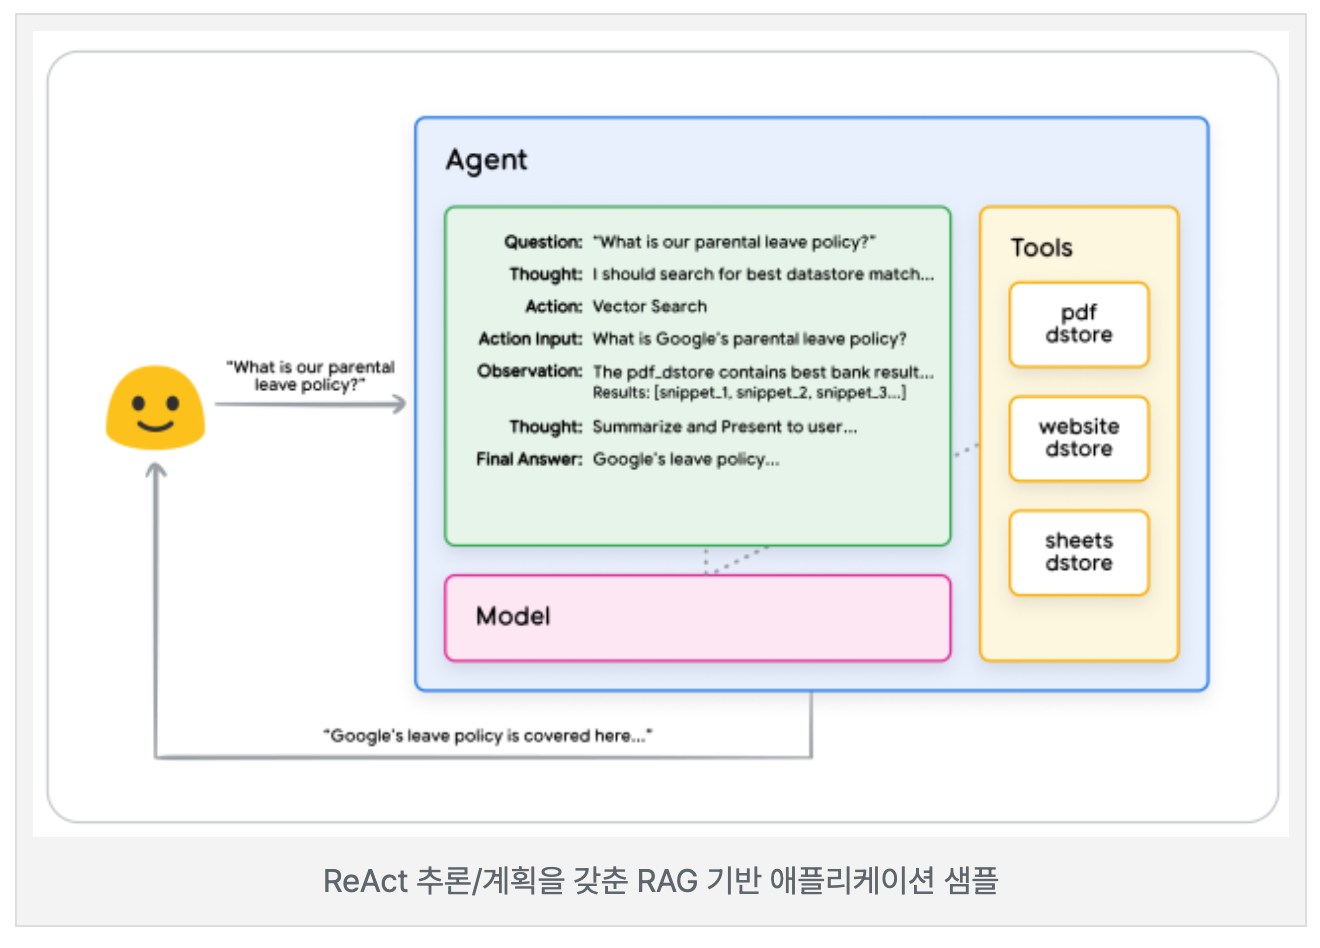 Agent
Question: "What is our parental leave policy?"
Thought: I should search for best datastore match...
Action: Vector Search
Action Input: What is Google's parental leave policy?
Observation: The pdf_dstore contains best bank result...
Results: [snippet_1, snippet_2, snippet_3...]
Thought: Summarize and Present to user...
Final Answer: Google's leave policy...
Tools
pdf
dstore
website
dstore
sheets
dstore
"What is our parental
leave policy?"
Model
"Google's leave policy is covered here..."
ReAct 추론/계획을 갖춘 RAG 기반 애플리케이션 샘플